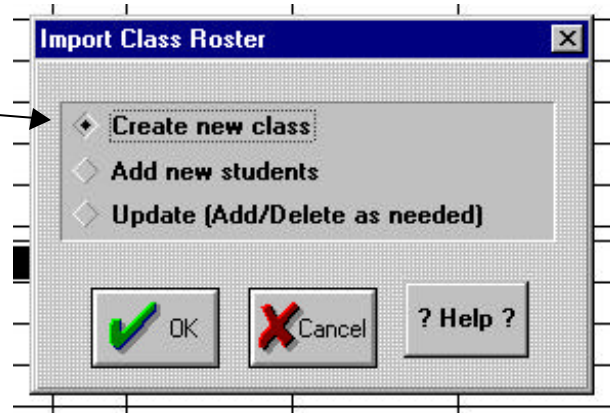 Import Class Roster
Create new class
Add new students
Update (Add/Delete as needed)
OK
Cancel
? Help ?